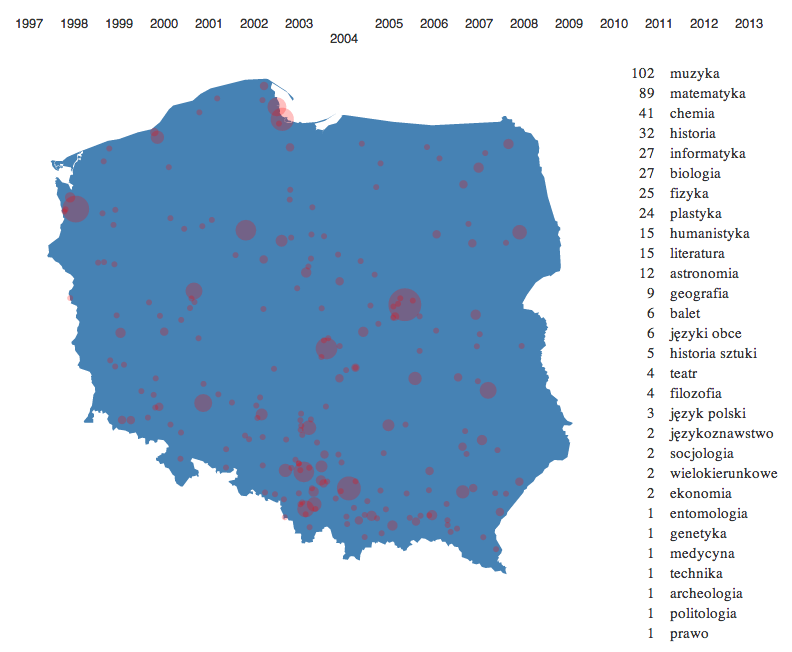 1997 1998 1999 2000 2001 2002 2003 2005 2006 2007 2008 2009 2010 2011 2012 2013
2004
102 muzyka
89 matematyka
41 chemia
32 historia
27 informatyka
27 biologia
25 fizyka
24 plastyka
15 humanistyka
15 literatura
12 astronomia
9 geografia
6 balet
6 języki obce
5 historia sztuki
4 teatr
4 filozofia
3 język polski
2 językoznawstwo
2 socjologia
2 wielokierunkowe
2 ekonomia
1 entomologia
1 genetyka
1 medycyna
1 technika
1 archeologia
1 politologia
1 prawo